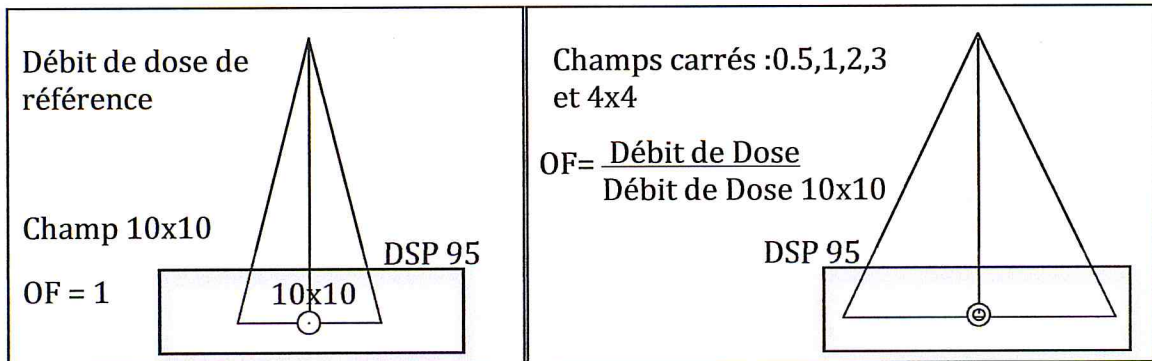 Débit de dose de
référence
Champ 10x10
DSP 95
OF = 1
10x10
Champs carrés :0.5,1,2,3
et 4x4
OF= Débit de Dose
Débit de Dose 10x10
DSP 95